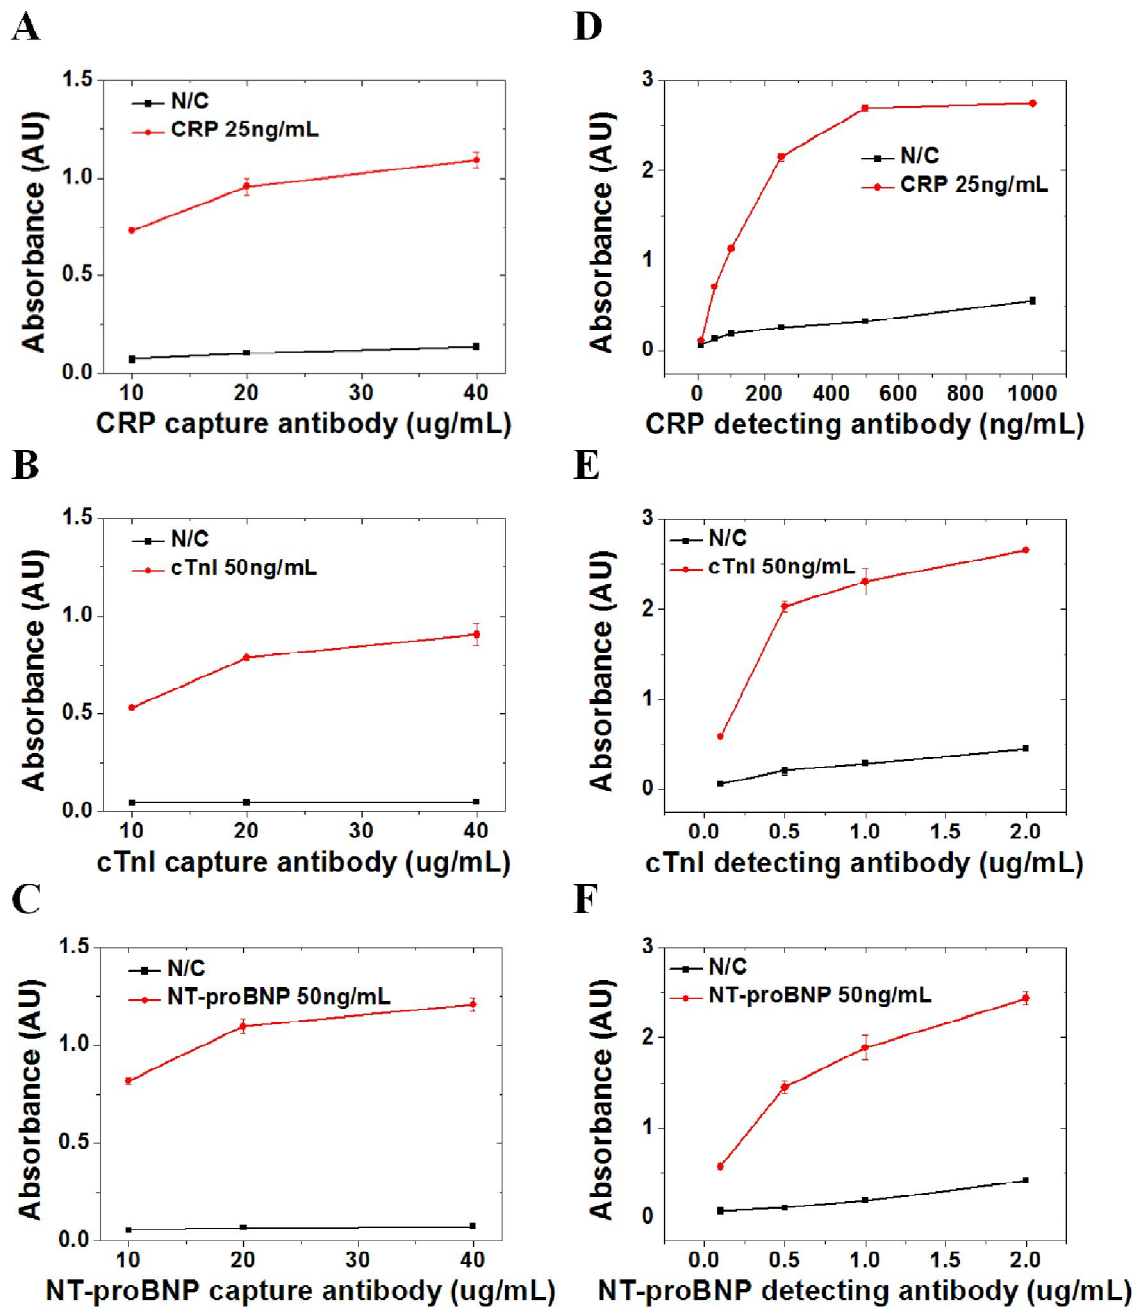 A
1.5
1.0
0.5
0.0
Absorbance (AU)
N/C
CRP 25ng/mL
10 20 30 40
CRP capture antibody (ug/mL)
D
3
2
1
0
Absorbance (AU)
N/C
CRP 25ng/mL
0 200 400 600 800 1000
CRP detecting antibody (ng/mL)
B
1.5
1.0
0.5
0.0
Absorbance (AU)
N/C
cTnI 50ng/mL
10 20 30 40
cTnI capture antibody (ug/mL)
E
3
2
1
0
Absorbance (AU)
N/C
cTnI 50ng/mL
0.0 0.5 1.0 1.5 2.0
cTnI detecting antibody (ug/mL)
C
1.5
1.0
0.5
0.0
Absorbance (AU)
N/C
NT-proBNP 50ng/mL
10 20 30 40
NT-proBNP capture antibody (ug/mL)
F
3
2
1
0
Absorbance (AU)
N/C
NT-proBNP 50ng/mL
0.0 0.5 1.0 1.5 2.0
NT-proBNP detecting antibody (ug/mL)